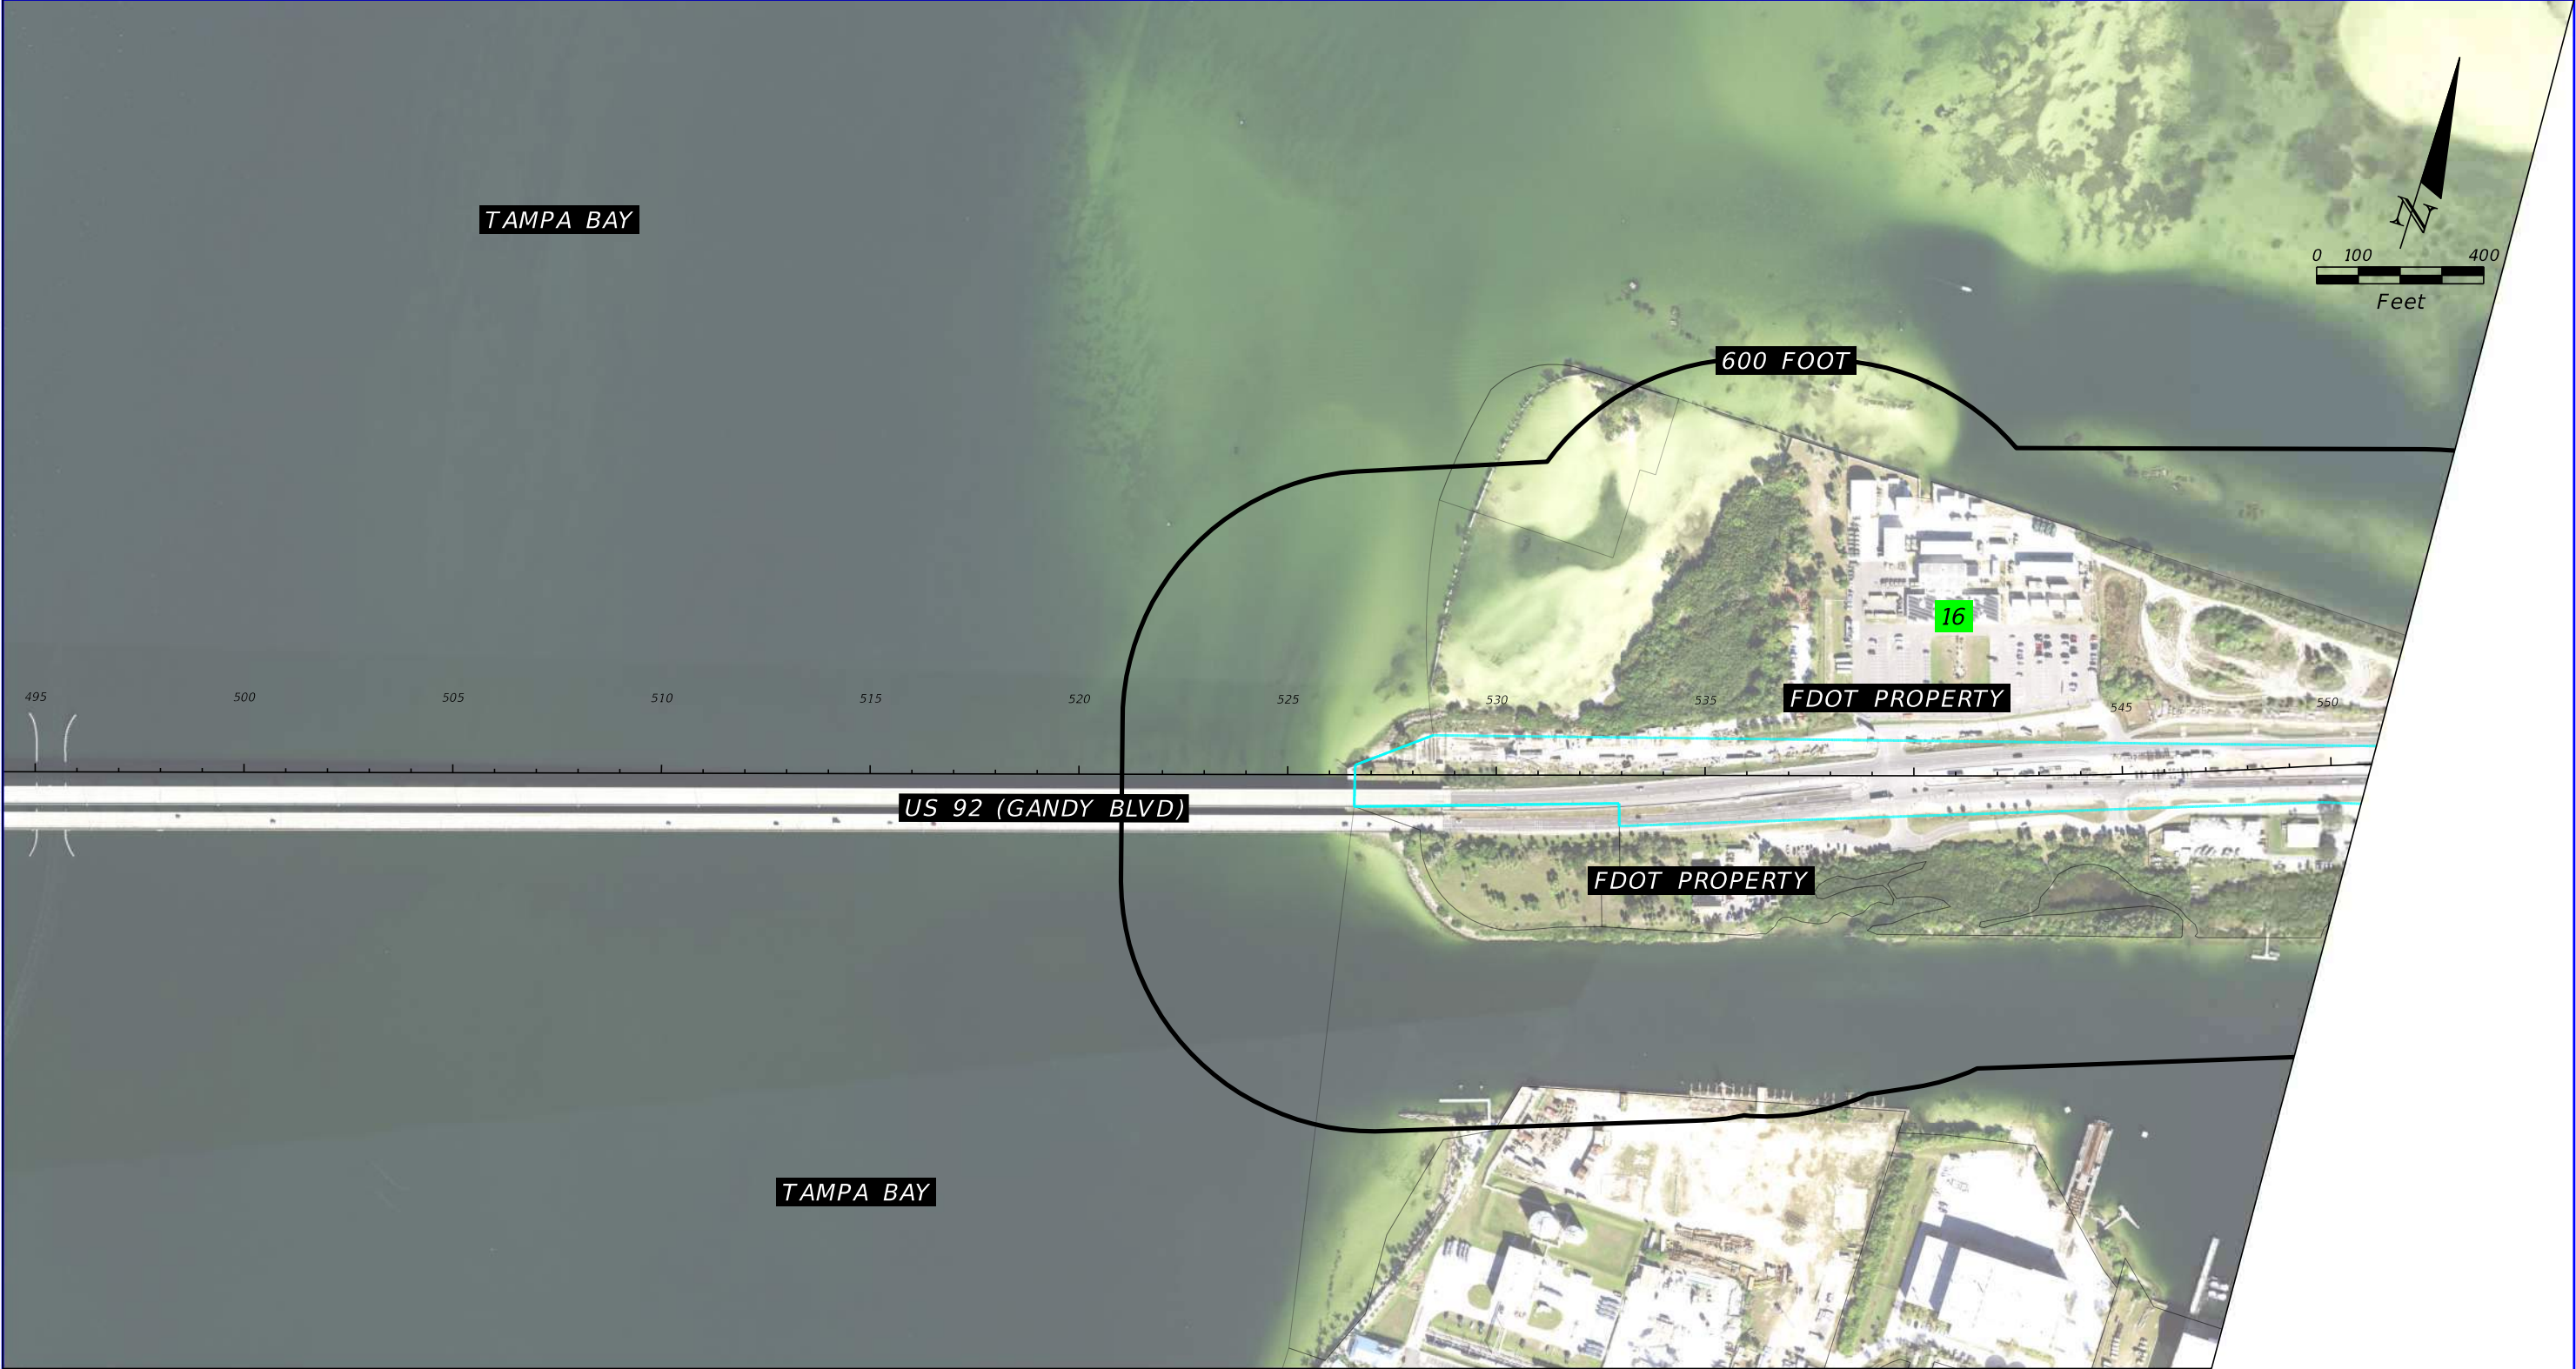 TAMPA BAY
N
0 100 400
Feet
600 FOOT
16
495 500 505 510 515 520 525 530 535 FDOT PROPERTY 545 550
US 92 (GANDY BLVD)
FDOT PROPERTY
TAMPA BAY